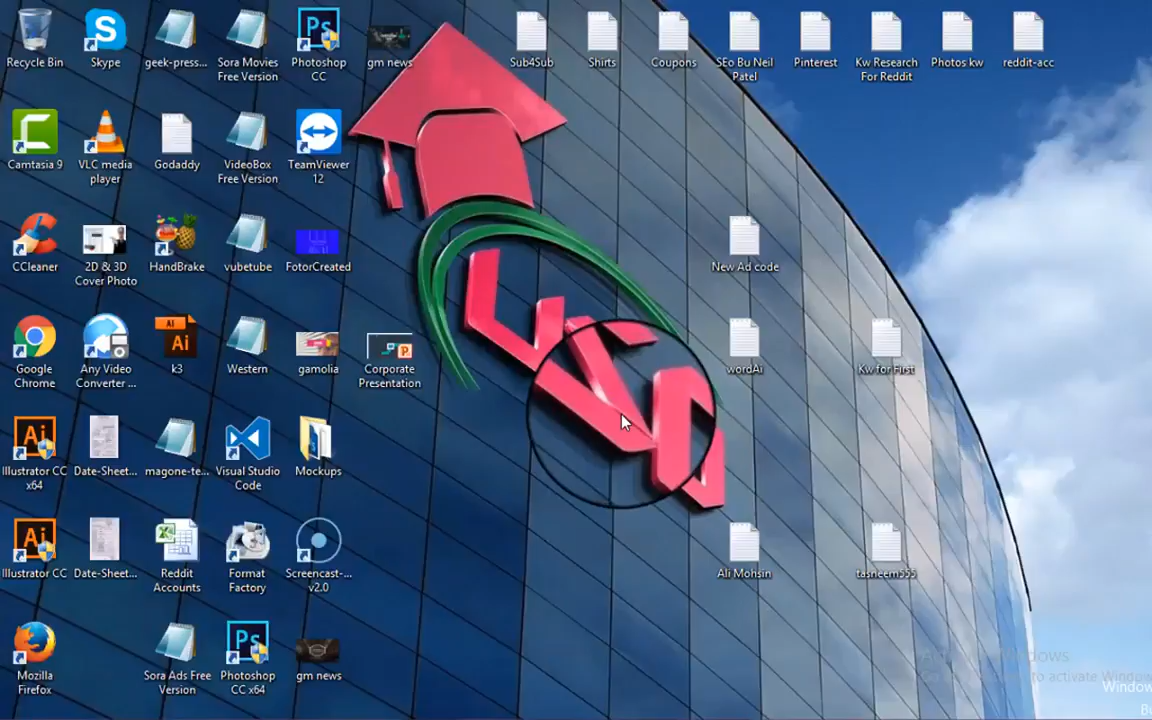 Recycle Bin
Skype
geek-press...
Sora Movies
Free Version
Photoshop
CC
gm news
Sub4Sub
Shirts
Coupons
SEo Bu Neil
Patel
Pinterest
Kw Research
For Reddit
Photos kw
reddit-acc
Camtasia 9
VLC media
player
Godaddy
VideoBox
Free Version
TeamViewer
12
CCleaner
2D & 3D
Cover Photo
HandBrake
vubetube
FotorCreated
New Ad code
Google
Chrome
Any Video
Converter ...
k3
Western
gamolia
Corporate
Presentation
wordAi
Kw for First
Illustrator CC
x64
Date-Sheet...
magone-te...
Visual Studio
Code
Mockups
Illustrator CC
Date-Sheet...
Reddit
Accounts
Format
Factory
Screencast-...
v2.0
Ali Mohsin
tasneem555
Mozilla
Firefox
Sora Ads Free
Version
Photoshop
CC x64
gm news
to activate Window
Window